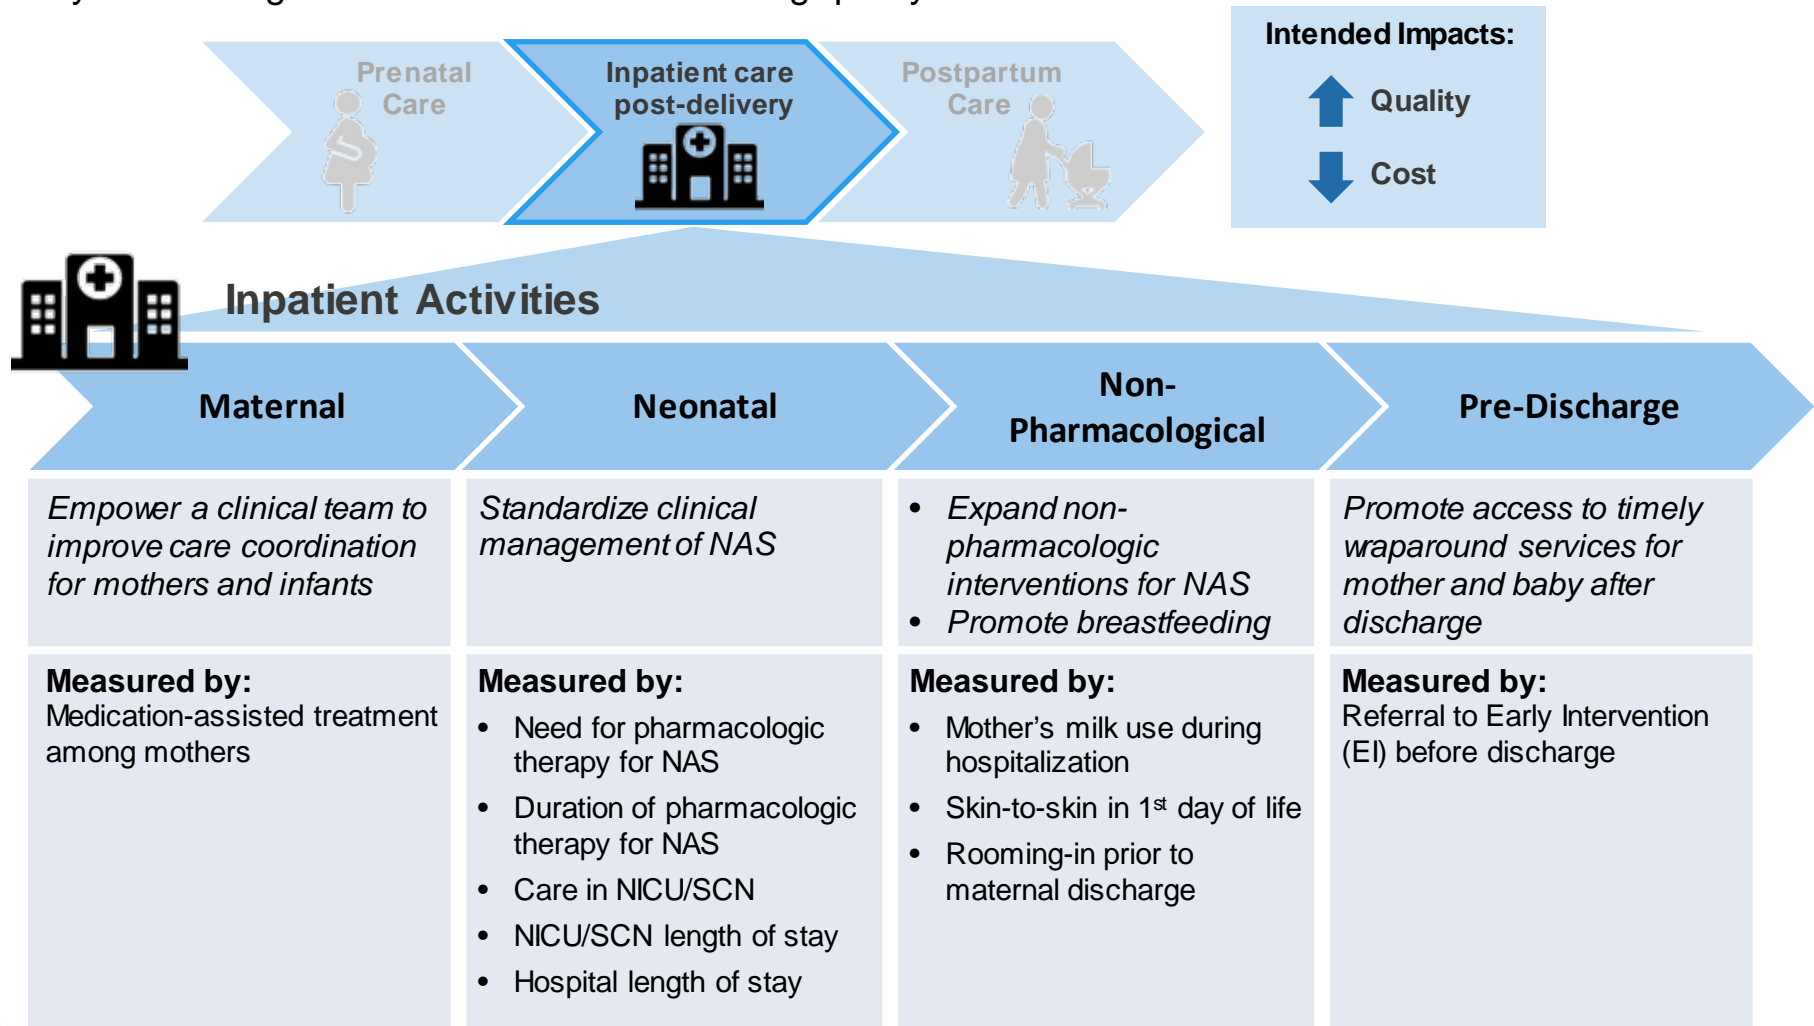 Prenatal
Care
Inpatient care
post-delivery
Postpartum
Care
Intended Impacts:
Quality
Cost
Inpatient Activities
Maternal
Neonatal
Non-
Pharmacological
Pre-Discharge
Empower a clinical team to
improve care coordination
for mothers and infants
Standardize clinical
management of NAS
• Expand non-
pharmacologic
interventions for NAS
• Promote breastfeeding
Promote access to timely
wraparound services for
mother and baby after
discharge
Measured by:
Medication-assisted treatment
among mothers
Measured by:
• Need for pharmacologic
therapy for NAS
• Duration of pharmacologic
therapy for NAS
• Care in NICU/SCN
• NICU/SCN length of stay
• Hospital length of stay
Measured by:
• Mother’s milk use during
hospitalization
• Skin-to-skin in 1st day of life
• Rooming-in prior to
maternal discharge
Measured by:
Referral to Early Intervention
(EI) before discharge